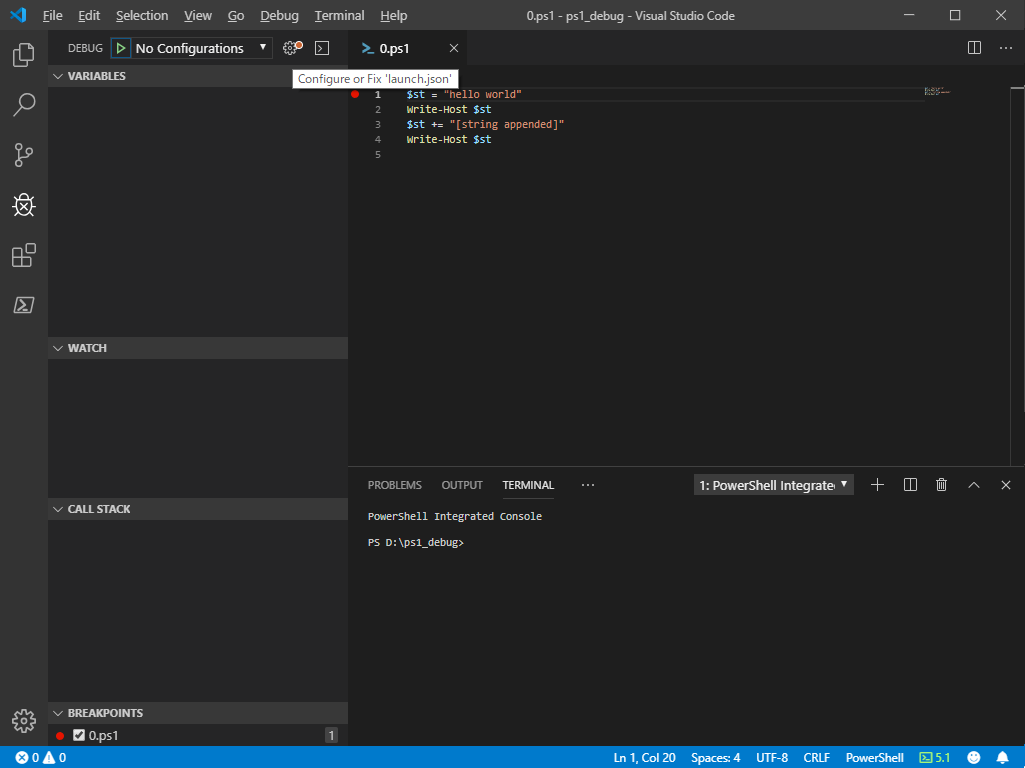 File Edit Selection View Go Debug Terminal Help 0.ps1 - ps1_debug - Visual Studio Code
DEBUG No Configurations
0.ps1
VARIABLES
Configure or Fix 'launch.json'
1 $st = "hello world"
2 Write-Host $st
3 $st += "[string appended]"
4 Write-Host $st
5
WATCH
CALL STACK
PROBLEMS OUTPUT TERMINAL ··· 1: PowerShell Integrate
PowerShell Integrated Console
PS D:\ps1_debug>
BREAKPOINTS
0.ps1 1
0 0 Ln 1, Col 20 Spaces: 4 UTF-8 CRLF PowerShell 5.1